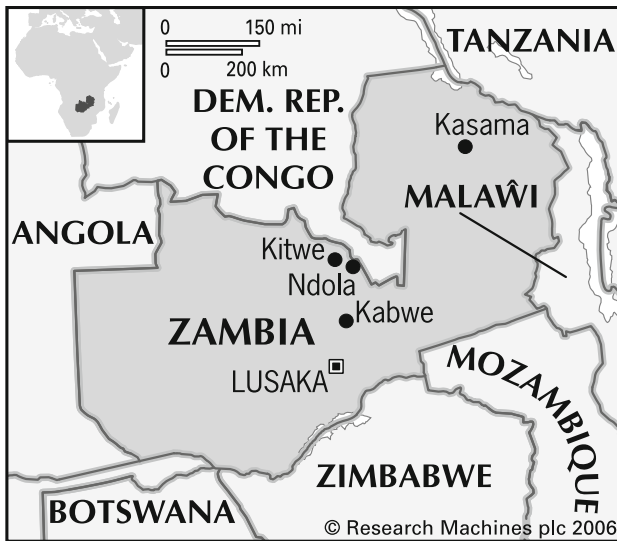 0 150 mi
0 200 km
TANZANIA
DEM. REP.
OF THE
CONGO
Kasama
MALAŴI
ANGOLA
Kitwe
Ndola
Kabwe
ZAMBIA
LUSAKA
MOZAMBIQUE
ZIMBABWE
BOTSWANA
© Research Machines plc 2006